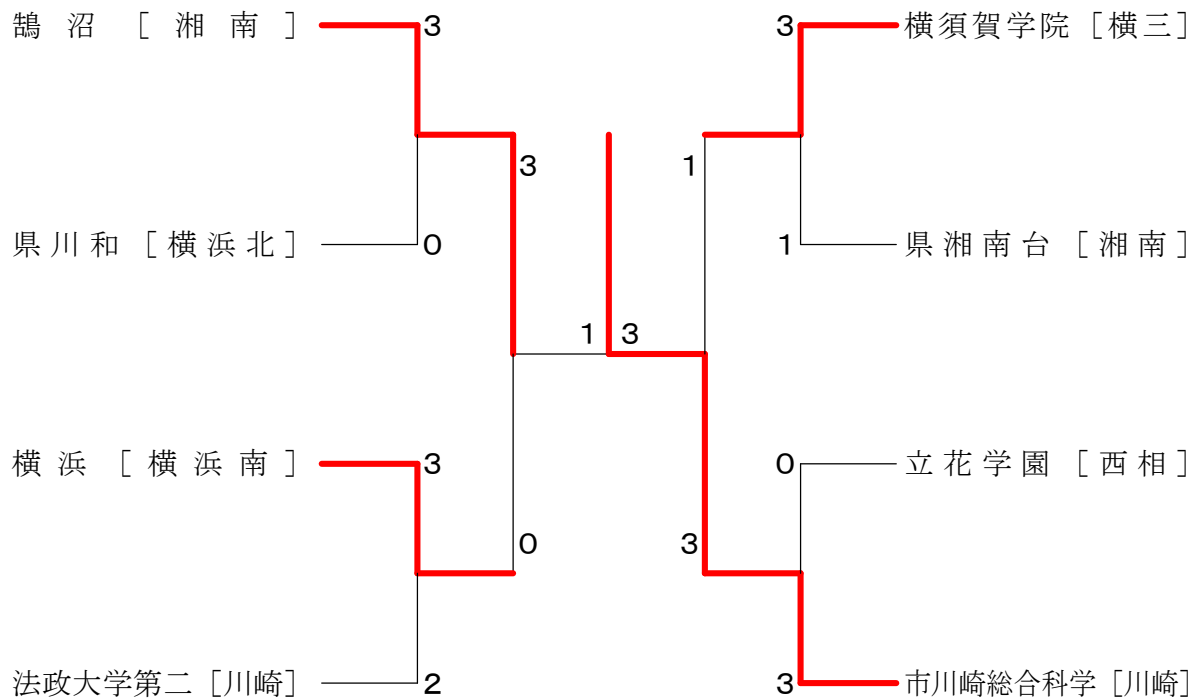 鵠沼 [湘南] 3
3 横須賀学院 [横三]
3
1
県川和 [横浜北] 0
1 県湘南台 [湘南]
1 3
横浜 [横浜南] 3
0 立花学園 [西相]
0
3
法政大学第二 [川崎] 2
3 市川崎総合科学 [川崎]